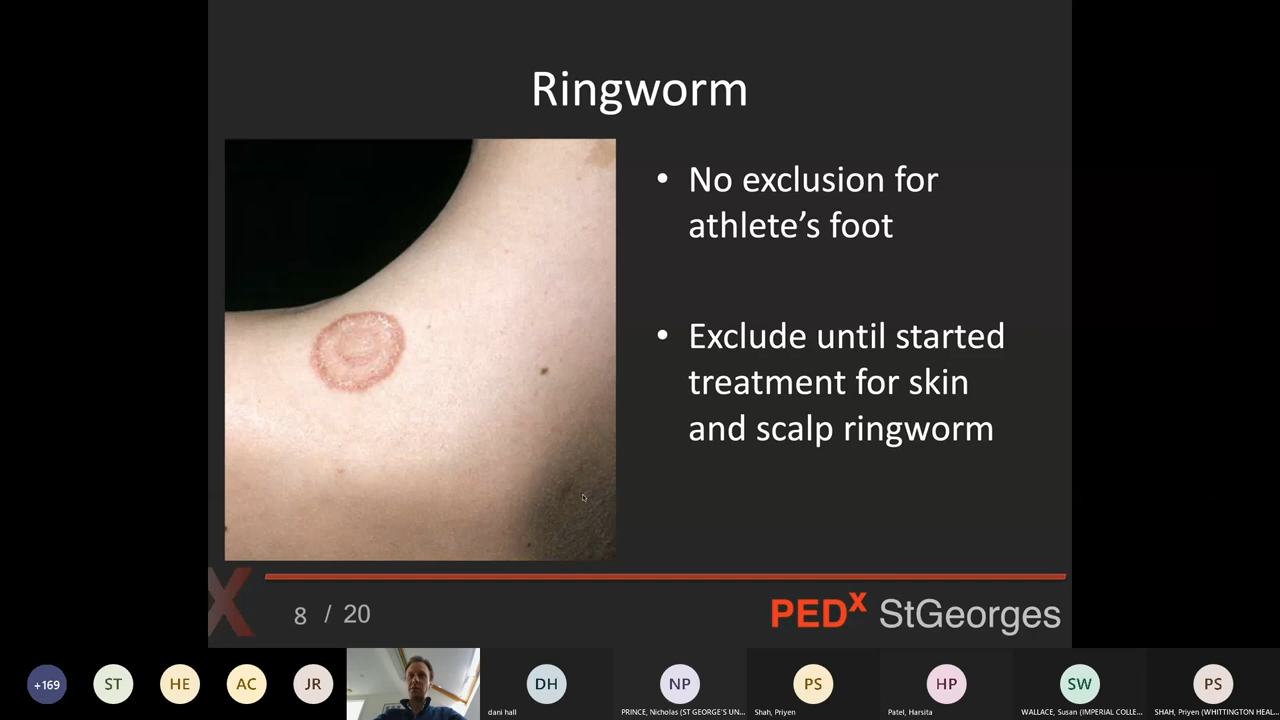 Ringworm
• No exclusion for
athlete’s foot
• Exclude until started
treatment for skin
and scalp ringworm
X
8 / 20
PEDX StGeorges
+169
ST
HE
AC
JR
DH
NP
PS
HP
SW
PS
dani hall
PRINCE, Nicholas (ST GEORGE'S UN...
Shah, Priyen
Patel, Harsita
WALLACE, Susan (IMPERIAL COLLE...
SHAH, Priyen (WHITTINGTON HEAL...